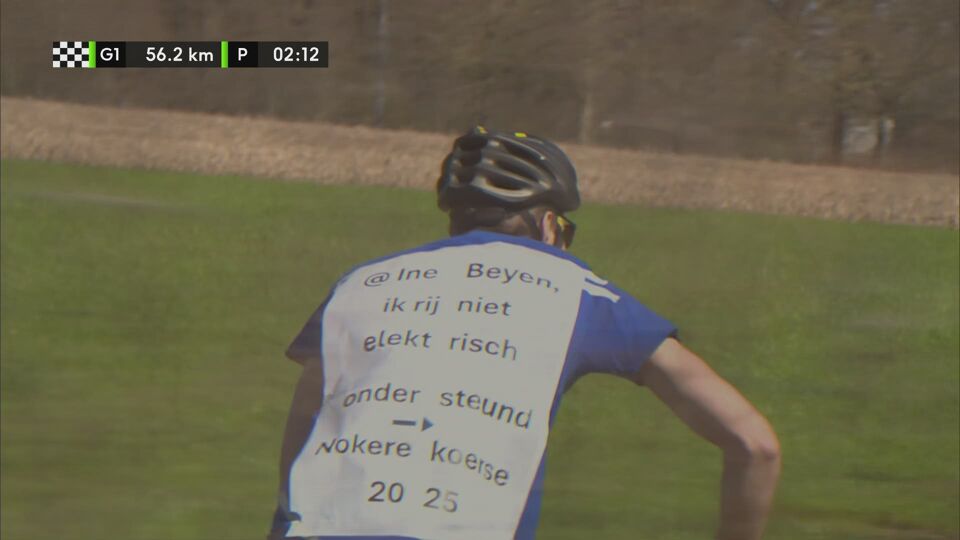 G1 56.2 km P 02:12
@ Ine Beyen,
ik rij niet
elekt risch
onder steund
→
Nokere koerse
20 25